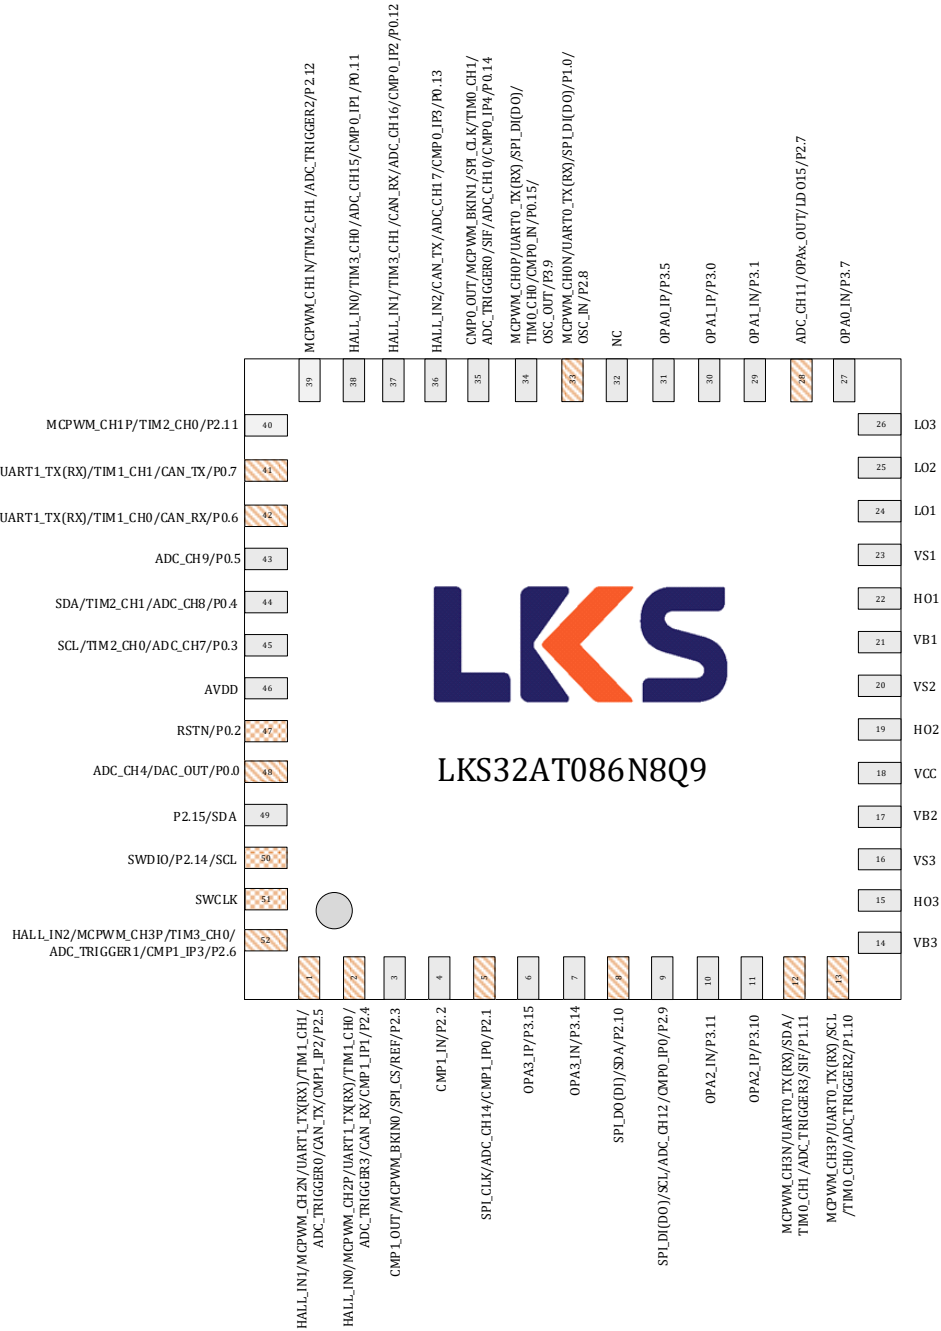 MCPWM_CH1N/TIM2_CH1/ADC_TRIGGER2/P2.12
HALL_IN0/TIM3_CH0/ADC_CH15/CMP0_IP1/P0.11
HALL_IN1/TIM3_CH1/CAN_RX/ADC_CH16/CMP0_IP2/P0.12
HALL_IN2/CAN_TX/ADC_CH17/CMP0_IP3/P0.13
CMP0_OUT/MCPWM_BKIN1/SPI_CLK/TIM0_CH1/
ADC_TRIGGER0/SIF/ADC_CH10/CMP0_IP4/P0.14
MCPWM_CH0P/UART0_TX(RX)/SPI_DI(DO)/
TIM0_CH0/CMP0_IN/P0.15/
OSC_OUT/P3.9
MCPWM_CH0N/UART0_TX(RX)/SPI_DI(DO)/P1.0/
OSC_IN/P2.8
NC
OPA0_IP/P3.5
OPA1_IP/P3.0
OPA1_IN/P3.1
ADC_CH11/OPAx_OUT/LDO15/P2.7
OPA0_IN/P3.7
39
38
37
36
35
34
33
32
31
30
29
28
27
MCPWM_CH1P/TIM2_CH0/P2.11
40
UART1_TX(RX)/TIM1_CH1/CAN_TX/P0.7
41
UART1_TX(RX)/TIM1_CH0/CAN_RX/P0.6
42
ADC_CH9/P0.5
43
SDA/TIM2_CH1/ADC_CH8/P0.4
44
SCL/TIM2_CH0/ADC_CH7/P0.3
45
AVDD
46
RSTN/P0.2
47
ADC_CH4/DAC_OUT/P0.0
48
P2.15/SDA
49
SWDIO/P2.14/SCL
50
SWCLK
51
HALL_IN2/MCPWM_CH3P/TIM3_CH0/
ADC_TRIGGER1/CMP1_IP3/P2.6
52
LKS
LKS32AT086N8Q9
26 LO3
25 LO2
24 LO1
23 VS1
22 HO1
21 VB1
20 VS2
19 HO2
18 VCC
17 VB2
16 VS3
15 HO3
14 VB3
1
2
3
4
5
6
7
8
9
10
11
12
13
HALL_IN1/MCPWM_CH2N/UART1_TX(RX)/TIM1_CH1/
ADC_TRIGGER0/CAN_TX/CMP1_IP2/P2.5
HALL_IN0/MCPWM_CH2P/UART1_TX(RX)/TIM1_CH0/
ADC_TRIGGER3/CAN_RX/CMP1_IP1/P2.4
CMP1_OUT/MCPWM_BKIN0/SPI_CS/REF/P2.3
CMP1_IN/P2.2
SPI_CLK/ADC_CH14/CMP1_IP0/P2.1
OPA3_IP/P3.15
OPA3_IN/P3.14
SPI_DO(DI)/SDA/P2.10
SPI_DI(DO)/SCL/ADC_CH12/CMP0_IP0/P2.9
OPA2_IN/P3.11
OPA2_IP/P3.10
MCPWM_CH3N/UART0_TX(RX)/SDA/
TIM0_CH1/ADC_TRIGGER3/SIF/P1.11
MCPWM_CH3P/UART0_TX(RX)/SCL
/TIM0_CH0/ADC_TRIGGER2/P1.10